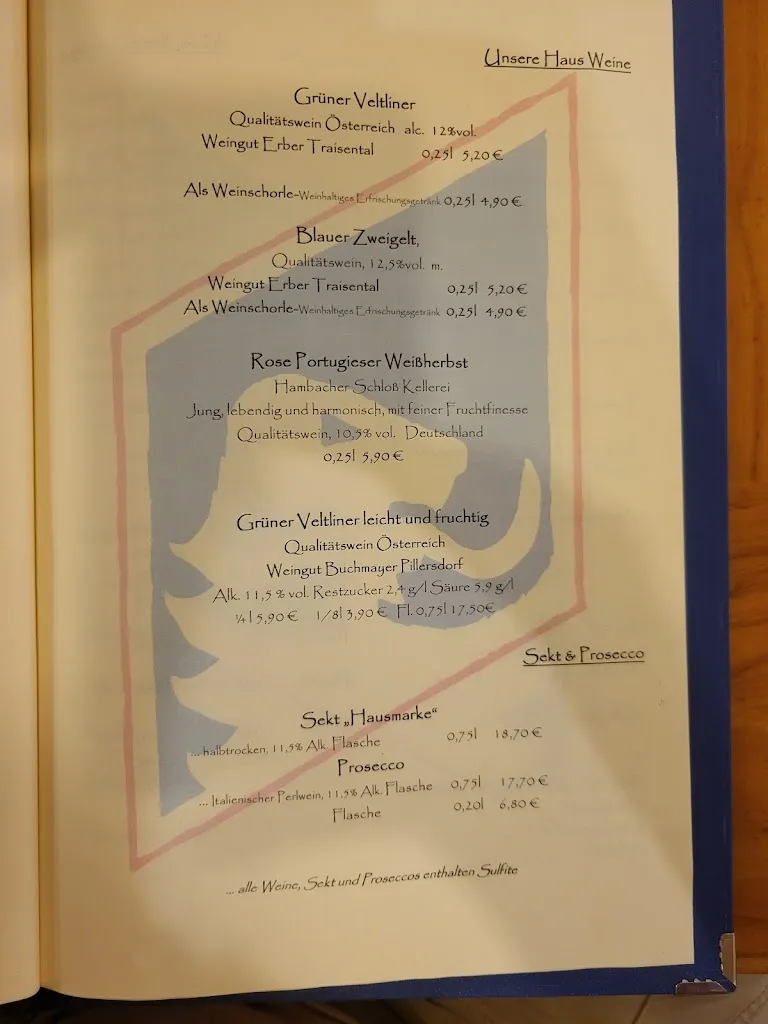 Unsere Haus Weine
Grüner Veltliner
Qualitätswein Österreich alc. 12%vol.
Weingut Erber Traisental 0,25l 5,20 €
Als Weinschorle-Weinhaltiges Erfrischungsgetränk 0,25l 4,90 €
Blauer Zweigelt,
Qualitätswein, 12,5%vol. m.
Weingut Erber Traisental 0,25l 5,20 €
Als Weinschorle-Weinhaltiges Erfrischungsgetränk 0,25l 4,90 €
Rose Portugieser Weißherbst
Hambacher Schloß Kellerei
Jung, lebendig und harmonisch, mit feiner Fruchtfinesse
Qualitätswein, 10,5% vol. Deutschland
0,25l 5,90 €
Grüner Veltliner leicht und fruchtig
Qualitätswein Österreich
Weingut Buchmayer Pillersdorf
Alk. 11,5 % vol. Restzucker 2,4 g/l Säure 5,9 g/l
¼ l 5,90 € 1/8l 3,90 € Fl. 0,75l 17,50€
Sekt & Prosecco
Sekt „Hausmarke“
... halbtrocken, 11,5% Alk. Flasche 0,75l 18,70 €
Prosecco
... Italienischer Perlwein, 11,5% Alk. Flasche 0,75l 17,70 €
Flasche 0,20l 6,80 €
... alle Weine, Sekt und Proseccos enthalten Sulfite